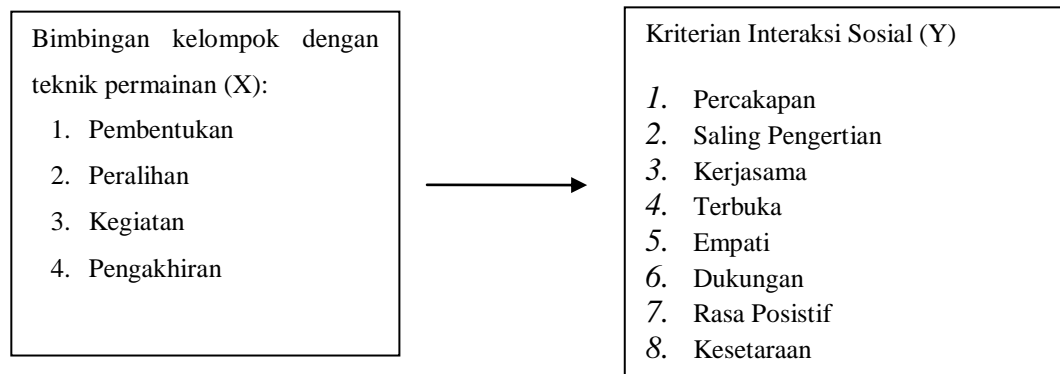 Bimbingan kelompok dengan
teknik permainan (X):
1. Pembentukan
2. Peralihan
3. Kegiatan
4. Pengakhiran
Kriterian Interaksi Sosial (Y)
1. Percakapan
2. Saling Pengertian
3. Kerjasama
4. Terbuka
5. Empati
6. Dukungan
7. Rasa Posistif
8. Kesetaraan